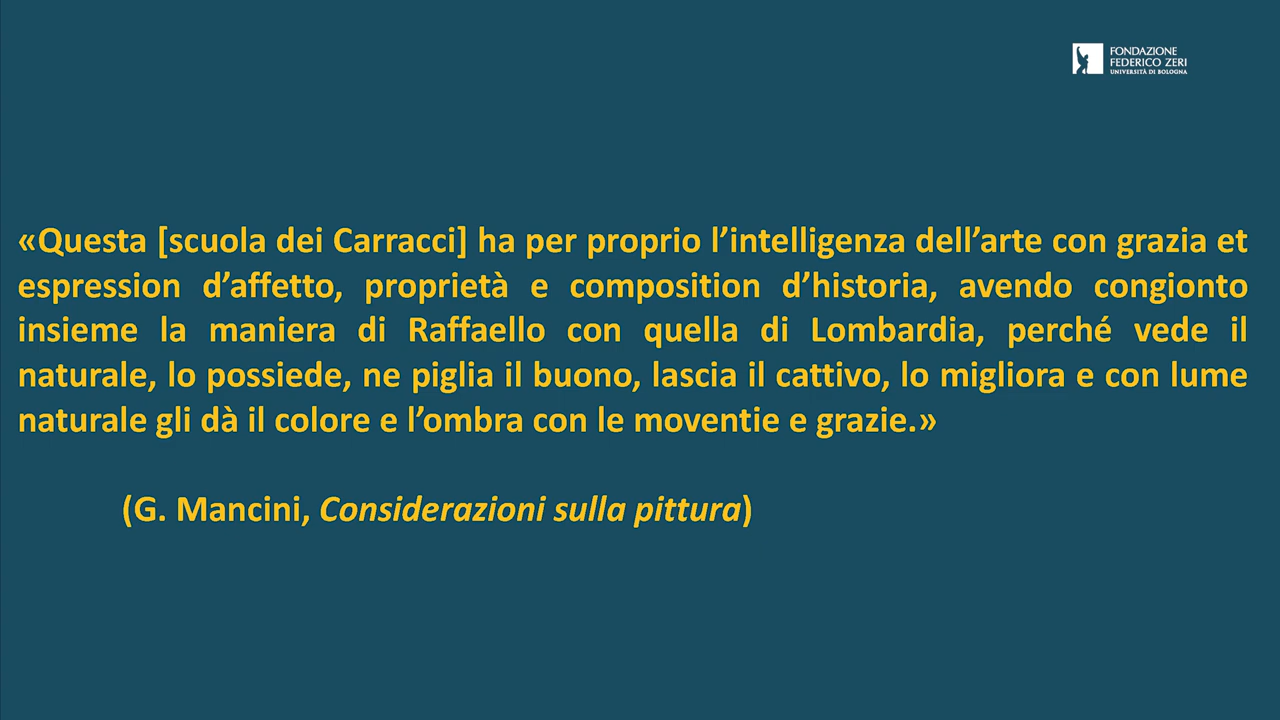 FONDAZIONE
FEDERICO ZERI
UNIVERSITÀ DI BOLOGNA
«Questa [scuola dei Carracci] ha per proprio l’intelligenza dell’arte con grazia et
espression d’affetto, proprietà e composition d’historia, avendo congionto
insieme la maniera di Raffaello con quella di Lombardia, perché vede il
naturale, lo possiede, ne piglia il buono, lascia il cattivo, lo migliora e con lume
naturale gli dà il colore e l’ombra con le moventie e grazie.»
(G. Mancini, Considerazioni sulla pittura)